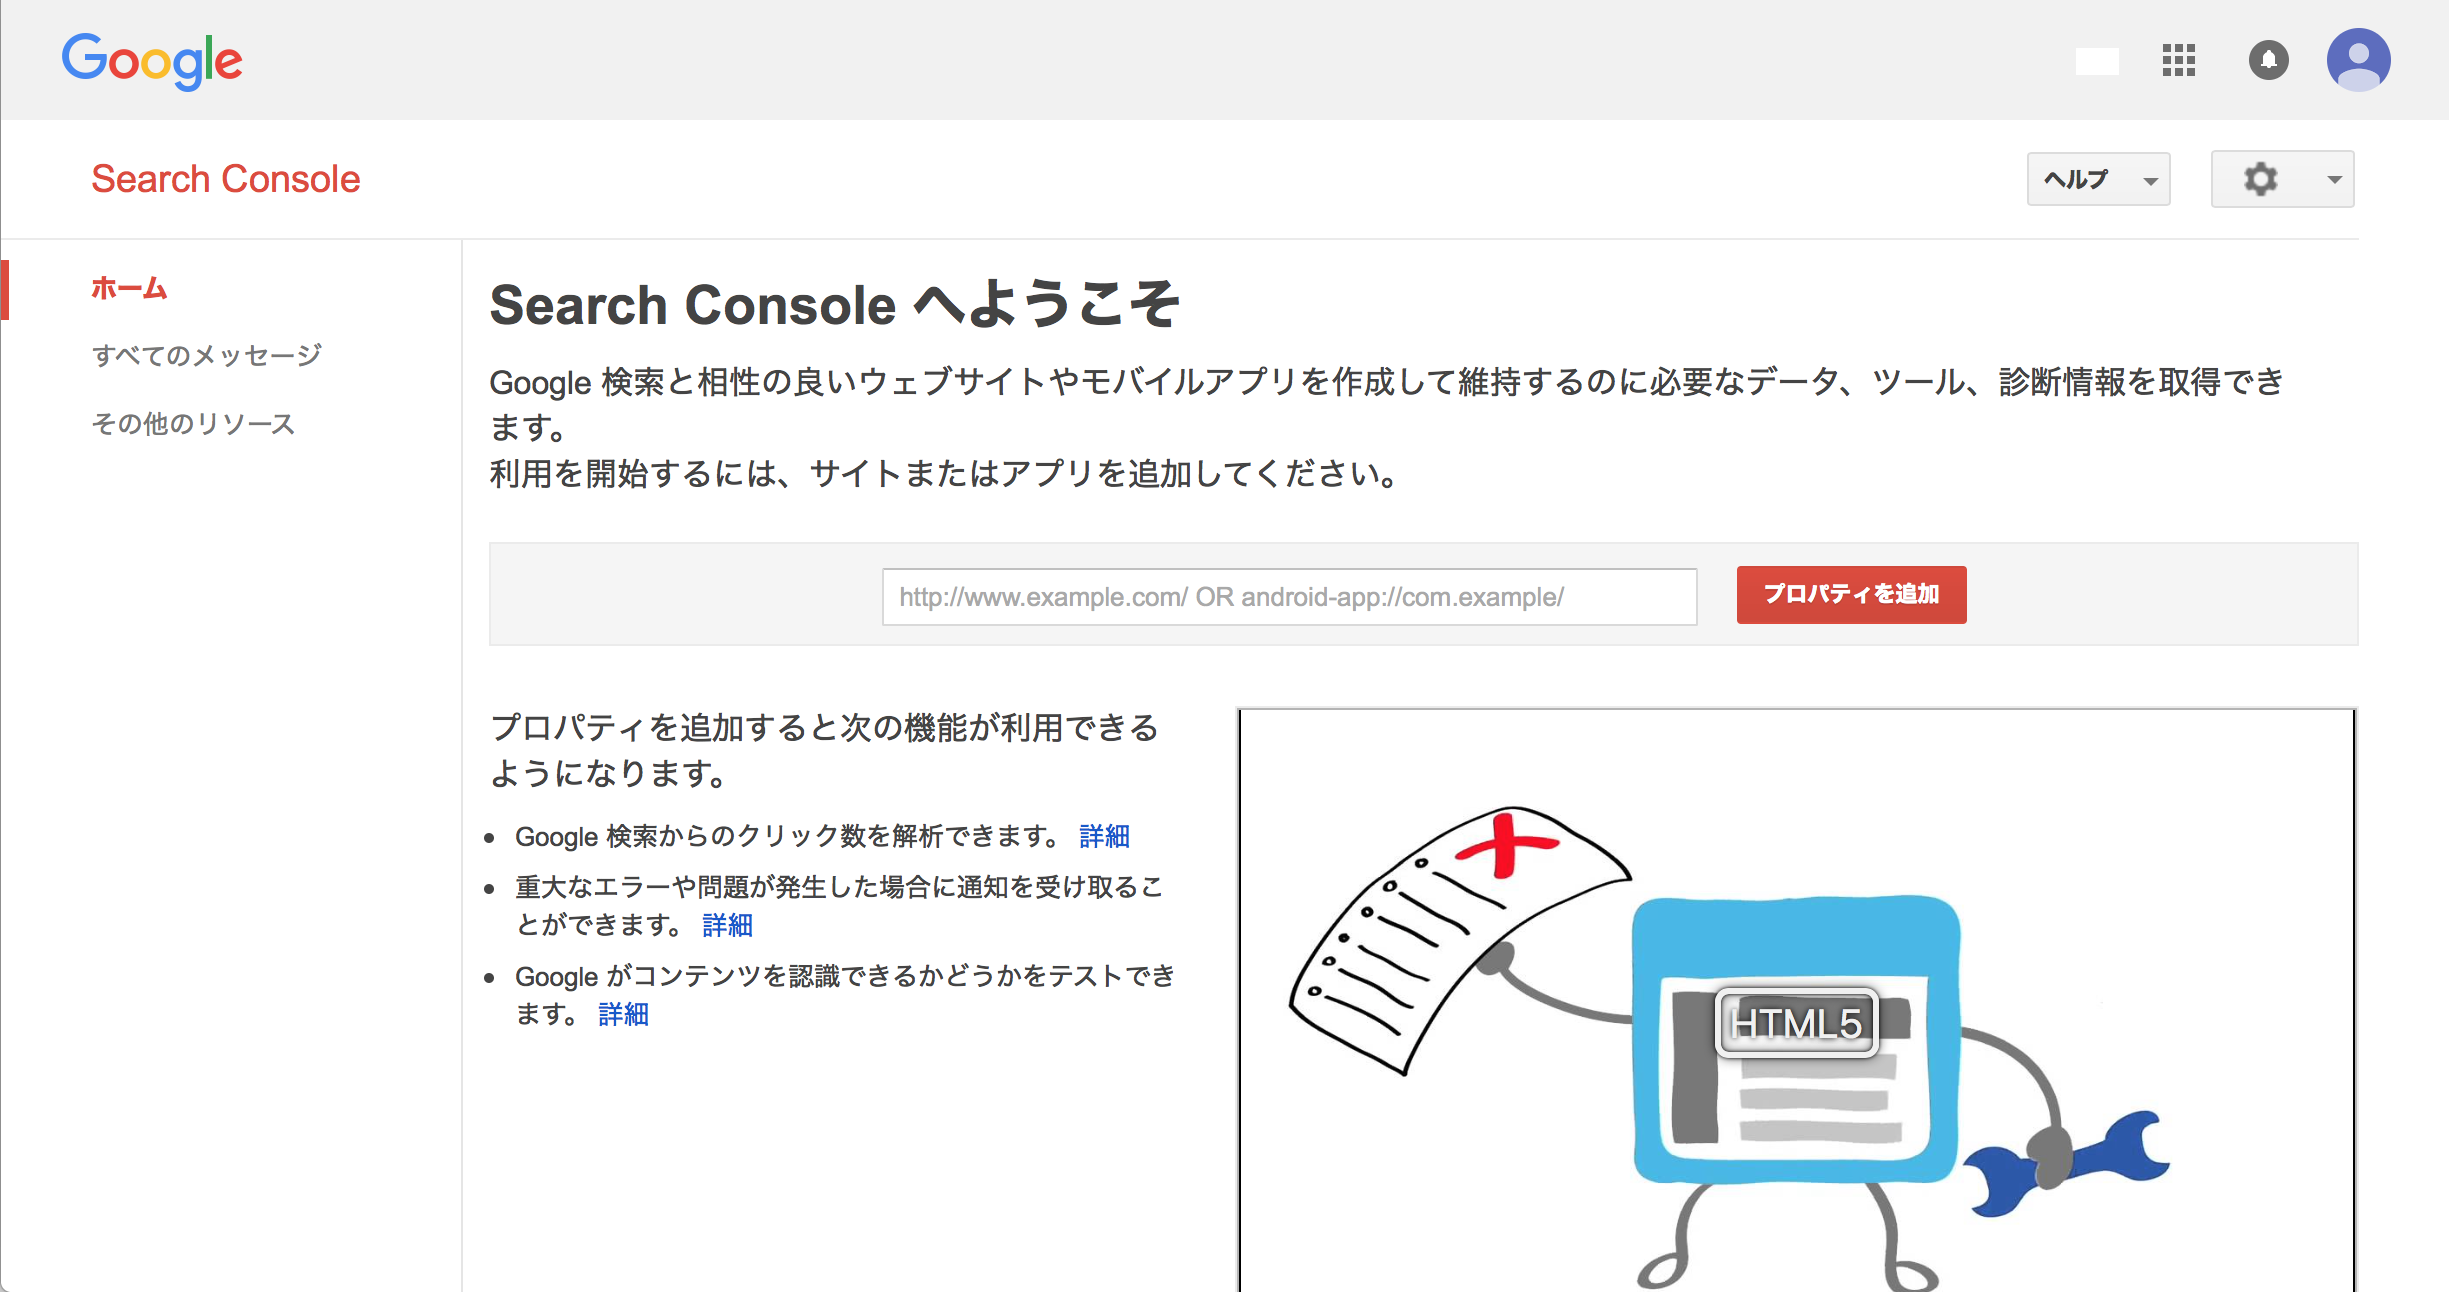 Google
Search Console
ヘルプ
ホーム
すべてのメッセージ
その他のリソース
Search Console へようこそ
Google 検索と相性の良いウェブサイトやモバイルアプリを作成して維持するのに必要なデータ、ツール、診断情報を取得でき
ます。
利用を開始するには、サイトまたはアプリを追加してください。
http://www.example.com/ OR android-app://com.example/
プロパティを追加
プロパティを追加すると次の機能が利用できる
ようになります。
Google 検索からのクリック数を解析できます。 詳細
重大なエラーや問題が発生した場合に通知を受け取るこ
とができます。 詳細
Google がコンテンツを認識できるかどうかをテストでき
ます。 詳細
HTML5